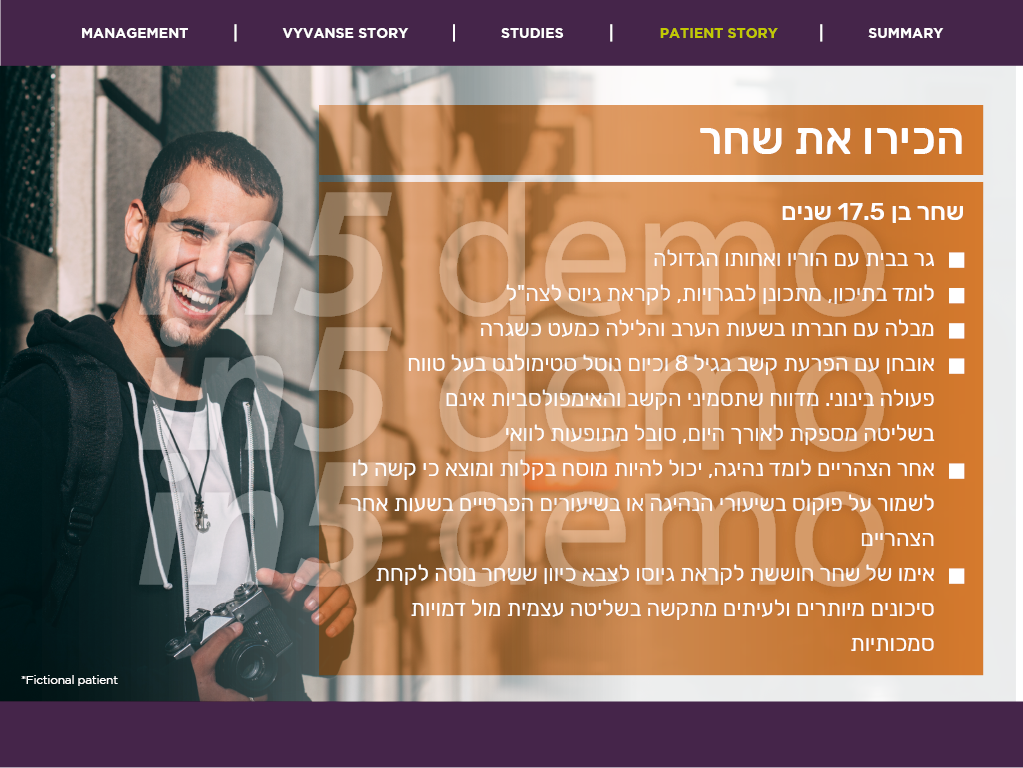 MANAGEMENT | VYVANSE STORY | STUDIES | PATIENT STORY | SUMMARY
הכירו את שחר
שחר בן 17.5 שנים
גר בבית עם הוריו ואחותו הגדולה
לומד בתיכון, מתכונן לבגרויות, לקראת גיוס לצה"ל
מבלה עם חברתו בשעות הערב והלילה כמעט כשגרה
אובחן עם הפרעת קשב בגיל 8 וכיום נוטל סטימולנט בעל טווח
פעולה בינוני. מדווח שתסמיני הקשב והאימפולסביות אינם
בשליטה מספקת לאורך היום, סובל מתופעות לוואי
אחר הצהריים לומד נהיגה, יכול להיות מוסח בקלות ומוצא כי קשה לו
לשמור על פוקוס בשיעורי הנהיגה או בשיעורים הפרטיים בשעות אחר
הצהריים
אימו של שחר חוששת לקראת גיוסו לצבא כיוון ששחר נוטה לקחת
סיכונים מיותרים ולעיתים מתקשה בשליטה עצמית מול דמויות
סמכותיות
in5 demo
in5 demo
in5 demo
*Fictional patient